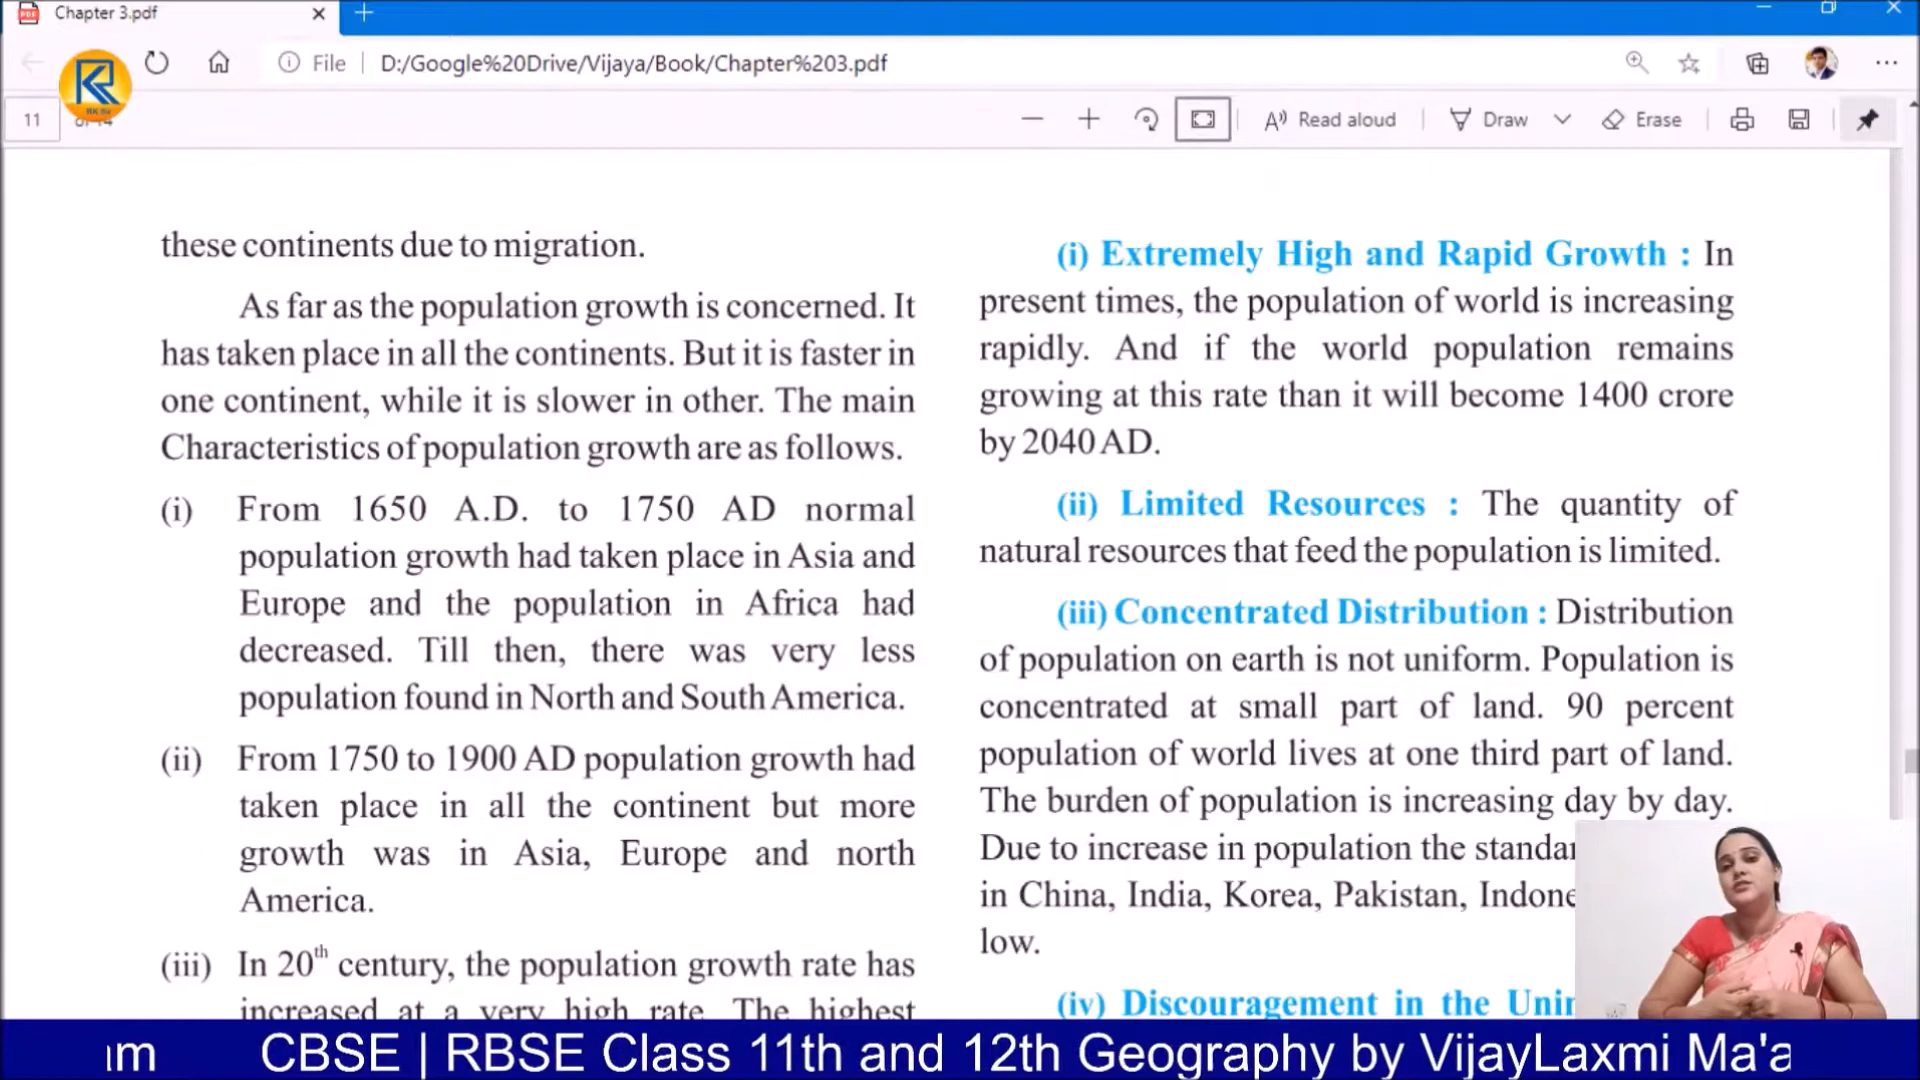 Chapter 3.pdf
File
D:/Google%20Drive/Vijaya/Book/Chapter%203.pdf
11
of 14
Read aloud
Draw
Erase
these continents due to migration.
As far as the population growth is concerned. It
has taken place in all the continents. But it is faster in
one continent, while it is slower in other. The main
Characteristics of population growth are as follows.
(i) From 1650 A.D. to 1750 AD normal
population growth had taken place in Asia and
Europe and the population in Africa had
decreased. Till then, there was very less
population found in North and South America.
(ii) From 1750 to 1900 AD population growth had
taken place in all the continent but more
growth was in Asia, Europe and north
America.
(iii) In 20th century, the population growth rate has
increased at a very high rate. The highest
(i) Extremely High and Rapid Growth : In
present times, the population of world is increasing
rapidly. And if the world population remains
growing at this rate than it will become 1400 crore
by 2040 AD.
(ii) Limited Resources : The quantity of
natural resources that feed the population is limited.
(iii) Concentrated Distribution : Distribution
of population on earth is not uniform. Population is
concentrated at small part of land. 90 percent
population of world lives at one third part of land.
The burden of population is increasing day by day.
Due to increase in population the standar
in China, India, Korea, Pakistan, Indone
low.
(iv) Discouragement in the Unin
am CBSE | RBSE Class 11th and 12th Geography by VijayLaxmi Ma'a